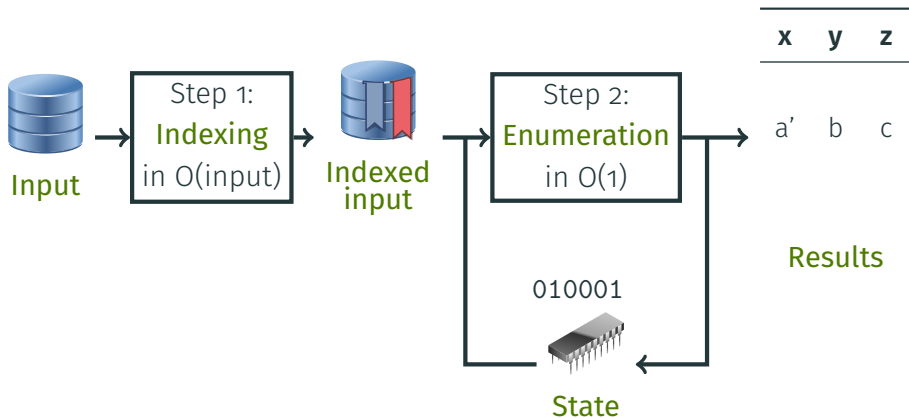 x y z
Step 1:
Indexing
in O(input)
Step 2:
Enumeration
in O(1)
a' b c
Input
Indexed
input
Results
010001
State